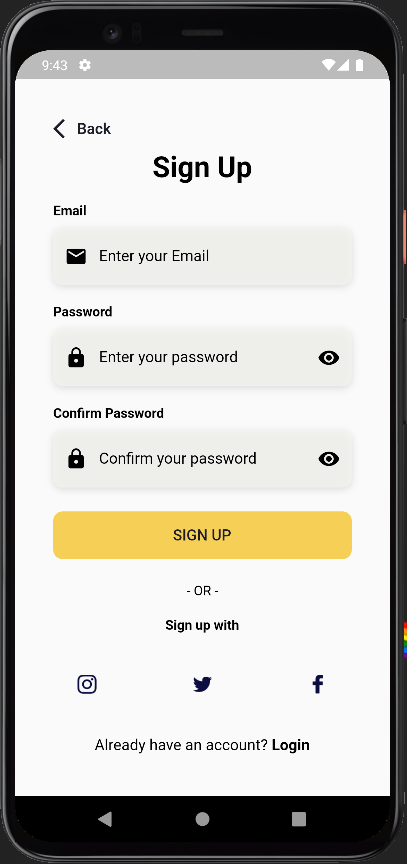 9:43
Back
Sign Up
Email
Enter your Email
Password
Enter your password
Confirm Password
Confirm your password
SIGN UP
- OR -
Sign up with
Already have an account? Login